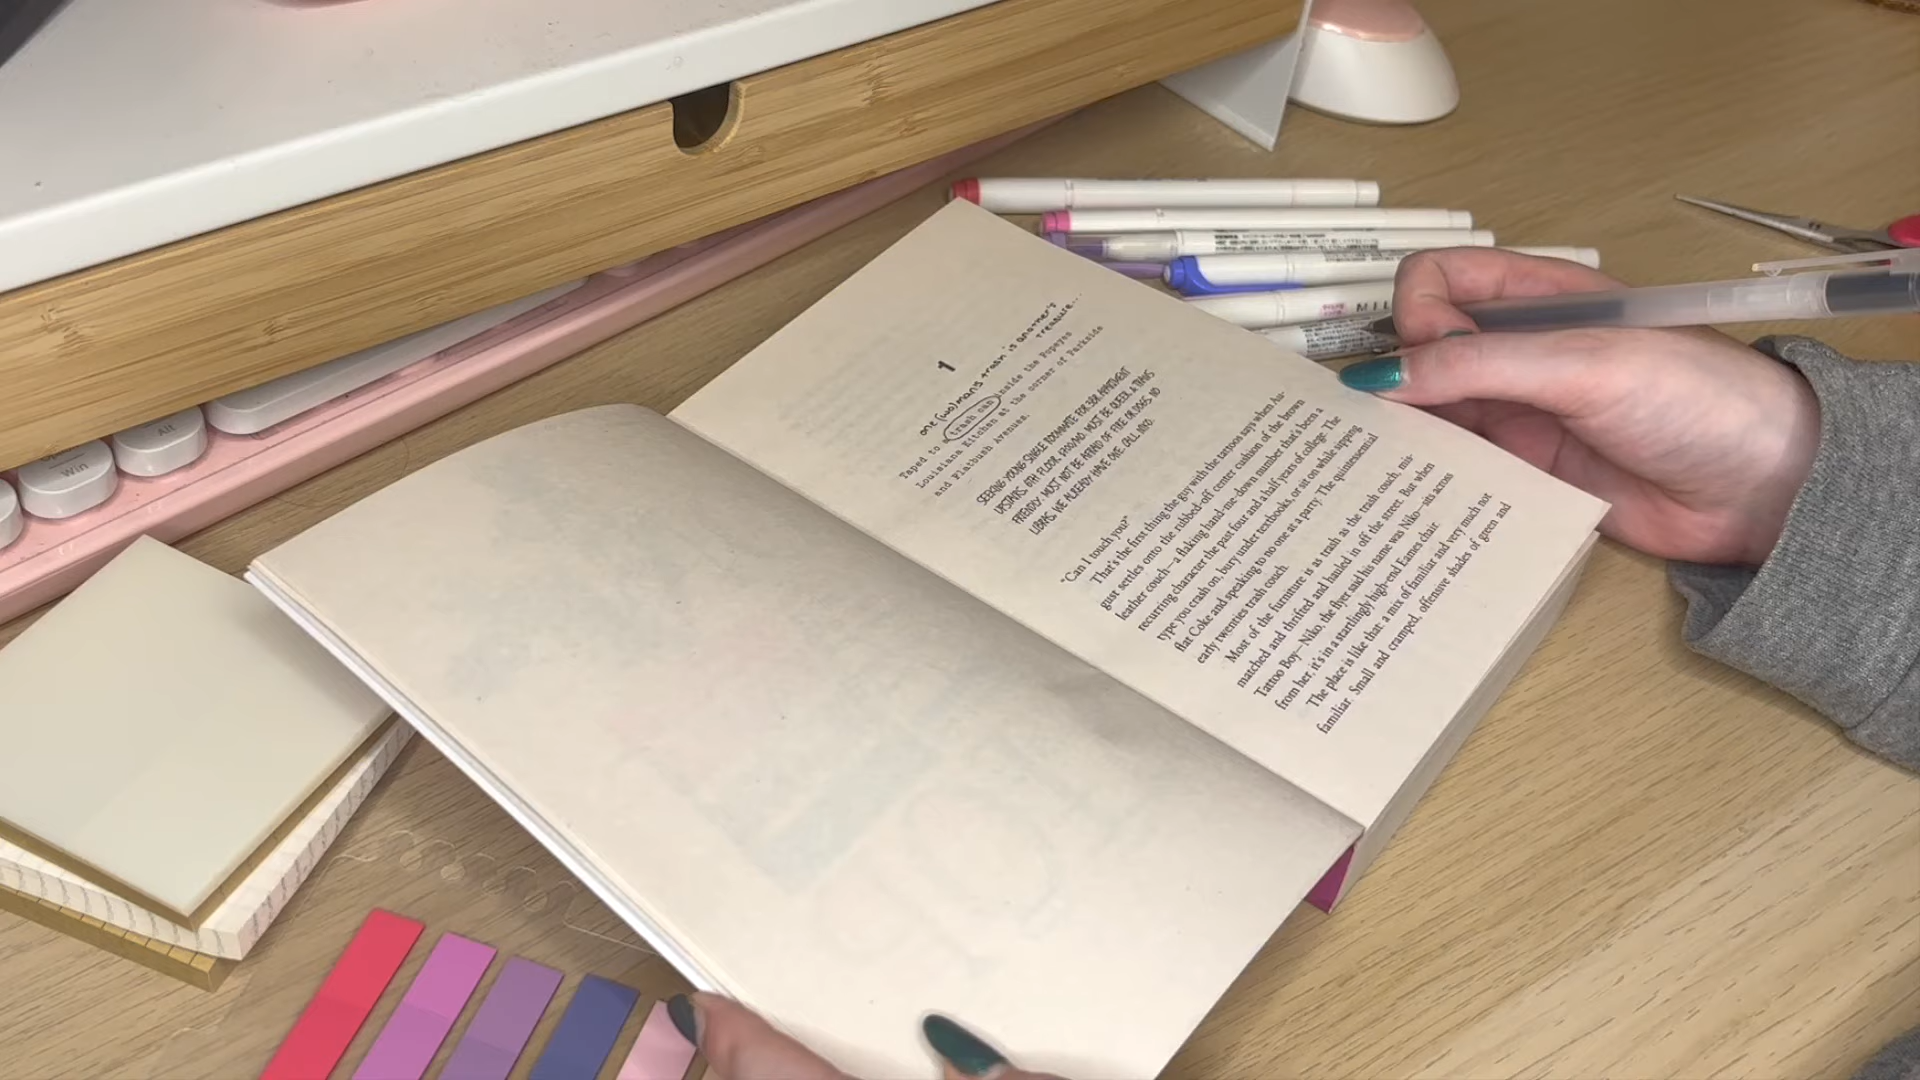 1
one (wo)mans trash is another's
treasure...
Taped to a trash can inside the Popeyes
Louisiana Kitchen at the corner of Parkside
and Flatbush Avenues.
SEEKING YOUNG SINGLE ROOMMATE FOR 3BR APARTMENT
UPSTAIRS, 6TH FLOOR. $700/MO. MUST BE QUEER & TRANS
FRIENDLY. MUST NOT BE AFRAID OF FIRE OR DOGS. NO
LIBRAS, WE ALREADY HAVE ONE. CALL NIKO.
"Can I touch you?"
That's the first thing the guy with the tattoos says when Au-
gust settles onto the rubbed-off center cushion of the brown
leather couch—a flaking hand-me-down number that's been a
recurring character the past four and a half years of college. The
type you crash on, bury under textbooks, or sit on while sipping
flat Coke and speaking to no one at a party. The quintessential
early twenties trash couch.
Most of the furniture is as trash as the trash couch, mis-
matched and thrifted and hauled in off the street. But when
Tattoo Boy—Niko, the flyer said his name was Niko—sits across
from her, it's in a startlingly high-end Eames chair.
The place is like that: a mix of familiar and very much not
familiar. Small and cramped, offensive shades of green and
Alt
Win
MIL